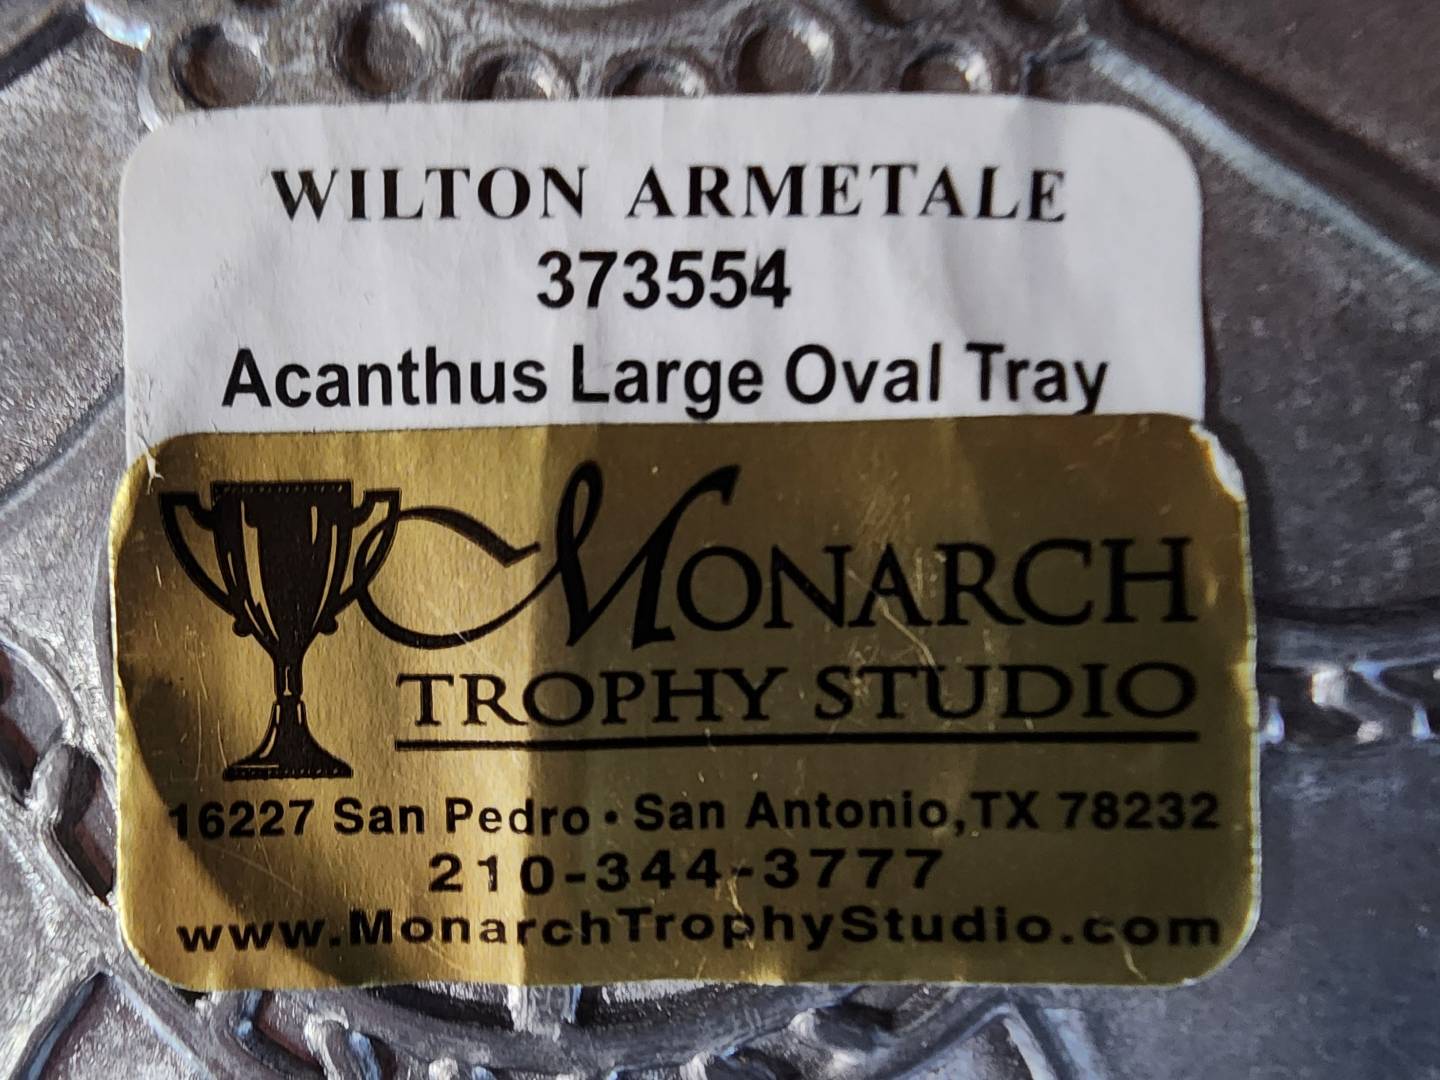 WILTON ARMETALE
373554
Acanthus Large Oval Tray
MONARCH
TROPHY STUDIO
16227 San Pedro • San Antonio, TX 78232
210-344-3777
www.MonarchTrophyStudio.com